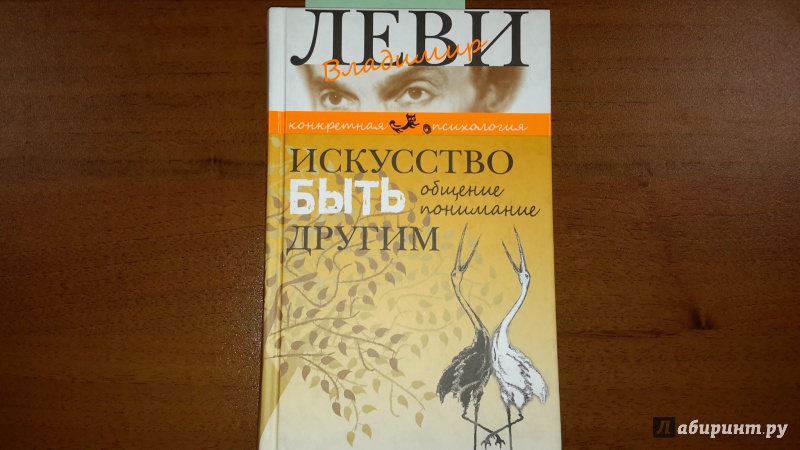 ЛЕВИ
Владимир
конкретная психология
ИСКУССТВО
БЫТЬ
общение
понимание
ДРУГИМ
Лабиринт.ру